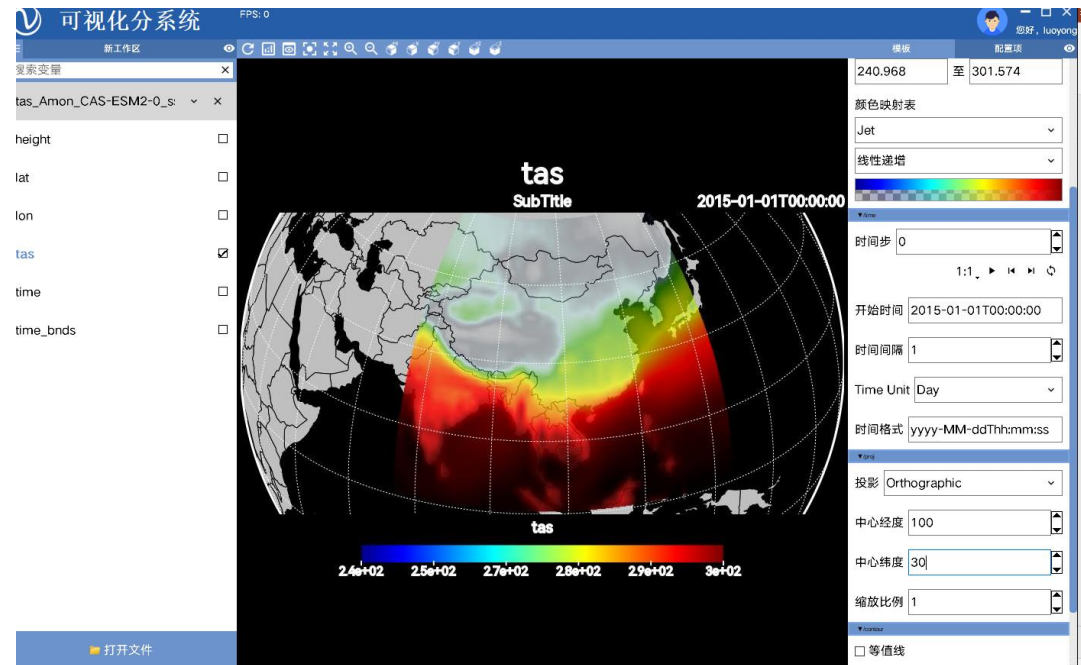 可视化分系统
FPS: 0
您好，luoyong
新工作区
模板
配置项
搜索变量
tas_Amon_CAS-ESM2-0_s:
height
lat
lon
tas
time
time_bnds
打开文件
tas
SubTitle
2015-01-01T00:00:00
tas
2.4e+02 2.5e+02 2.7e+02 2.8e+02 2.9e+02 3e+02
240.968 至 301.574
颜色映射表
Jet
线性递增
/time
时间步 0
1:1
开始时间 2015-01-01T00:00:00
时间间隔 1
Time Unit Day
时间格式 yyyy-MM-ddThh:mm:ss
/proj
投影 Orthographic
中心经度 100
中心纬度 30
缩放比例 1
/contour
等值线